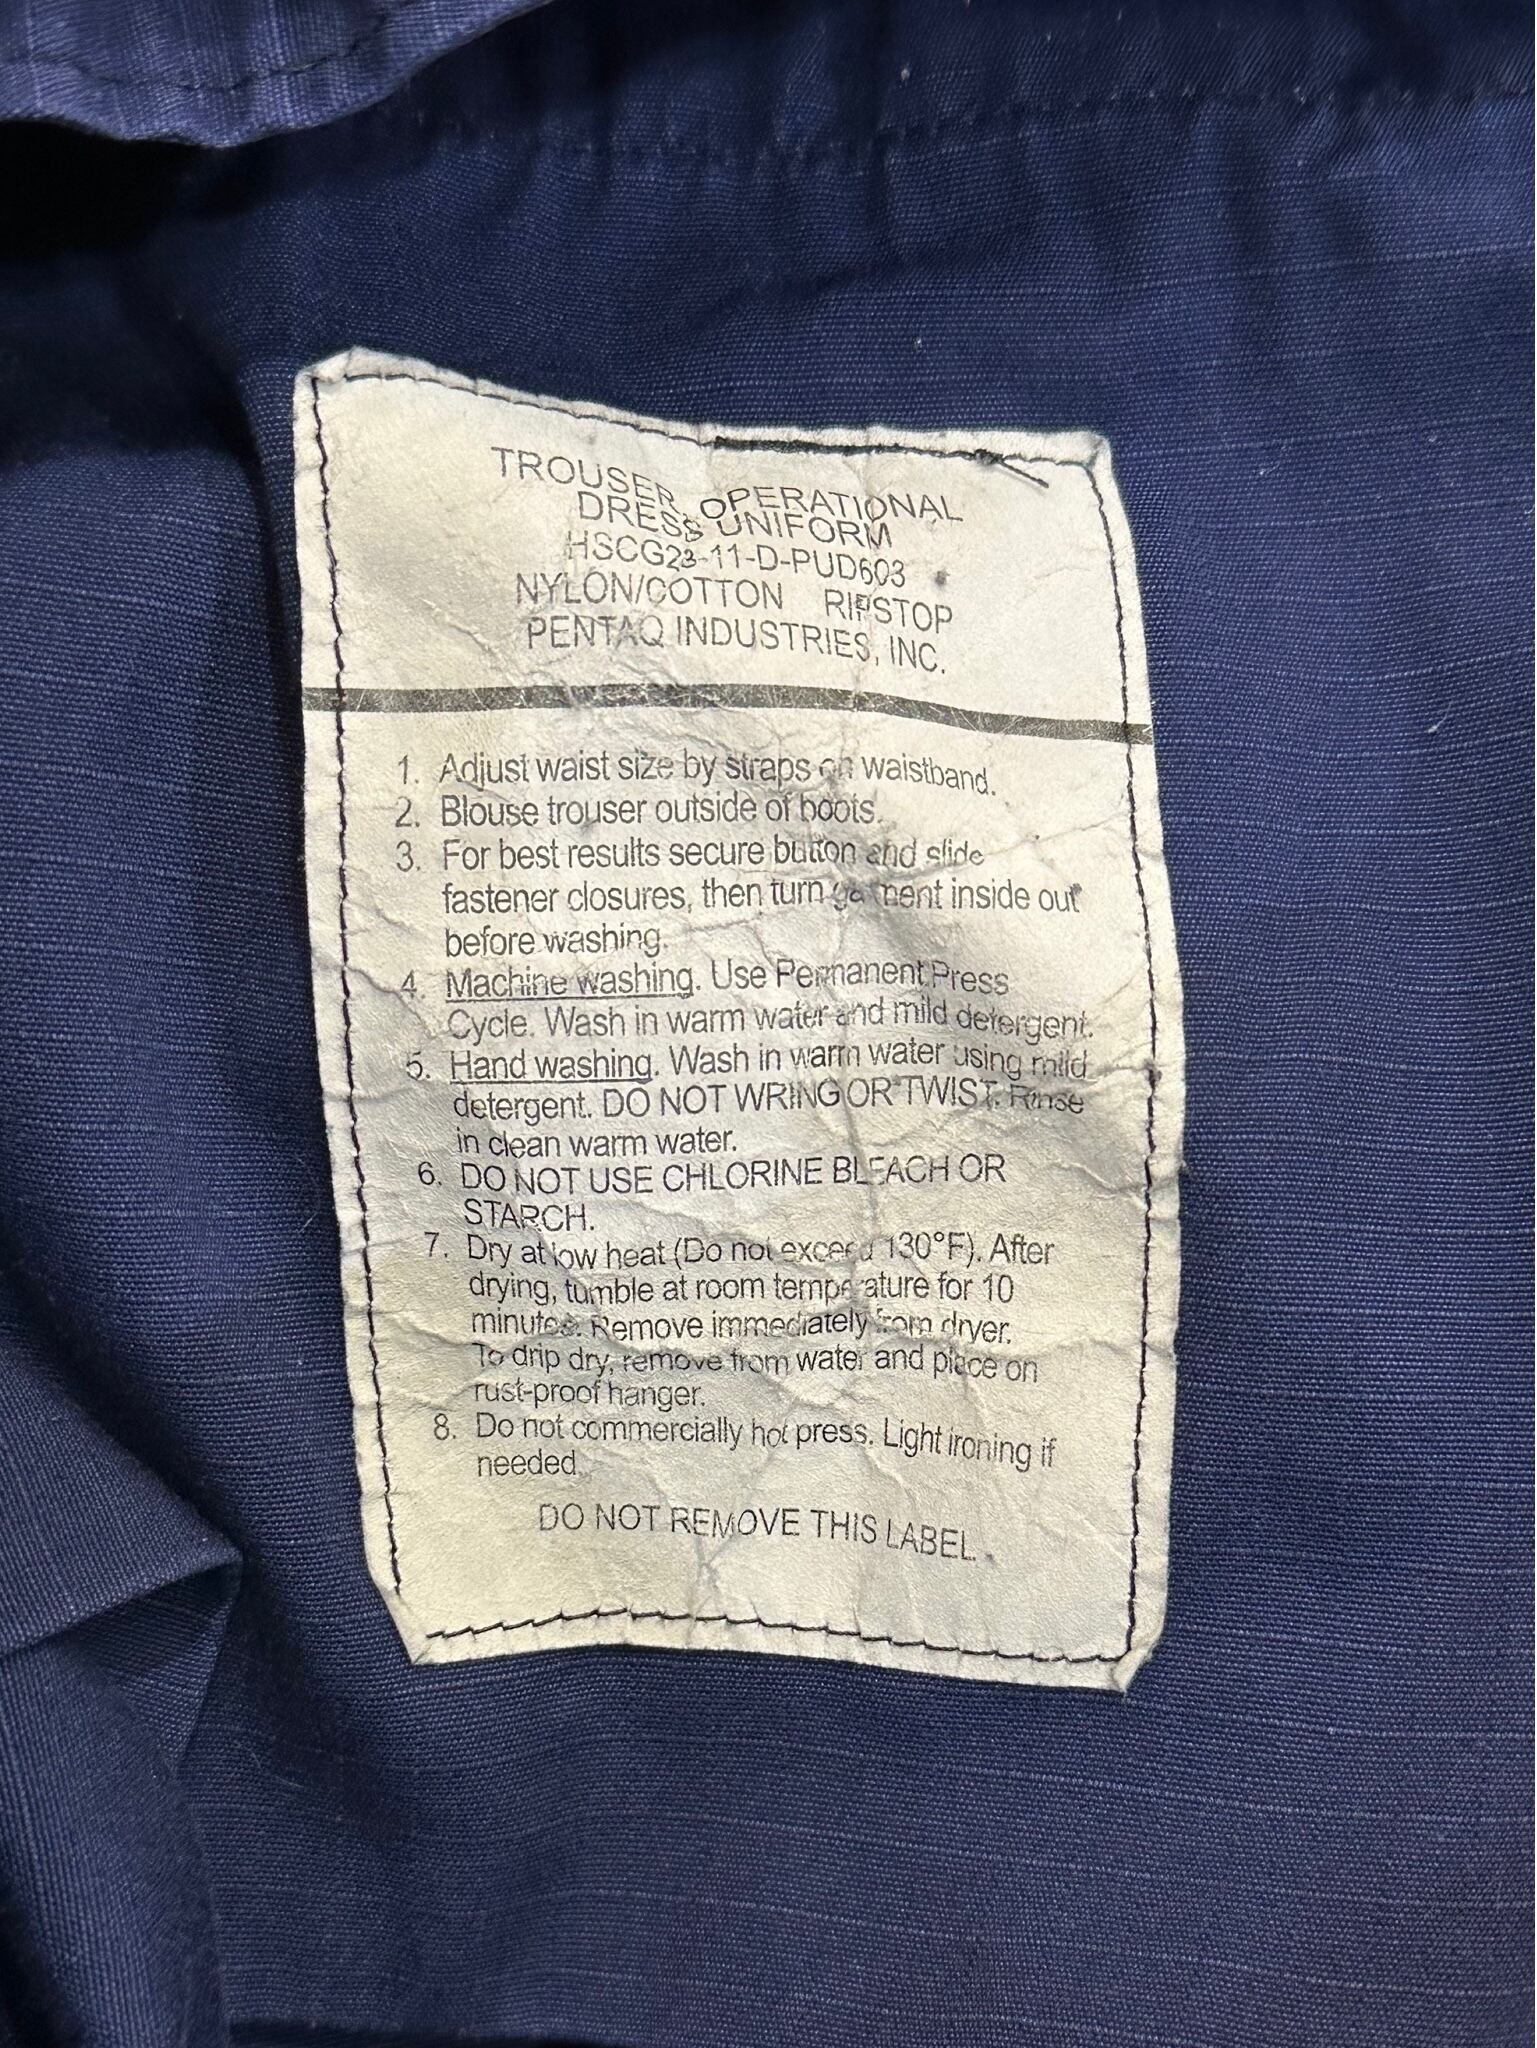 TROUSER, OPERATIONAL
DRESS UNIFORM
HSCG23-11-D-PUD603
NYLON/COTTON RIPSTOP
PENTAQ INDUSTRIES, INC.
1. Adjust waist size by straps on waistband.
2. Blouse trouser outside of boots.
3. For best results secure button and slide
fastener closures, then turn garment inside out
before washing.
4. Machine washing. Use Permanent Press
Cycle. Wash in warm water and mild detergent.
5. Hand washing. Wash in warm water using mild
detergent. DO NOT WRING OR TWIST. Rinse
in clean warm water.
6. DO NOT USE CHLORINE BLEACH OR
STARCH.
7. Dry at low heat (Do not exceed 130°F). After
drying, tumble at room temperature for 10
minutes. Remove immediately from dryer.
To drip dry, remove from water and place on
rust-proof hanger.
8. Do not commercially hot press. Light ironing if
needed.
DO NOT REMOVE THIS LABEL.